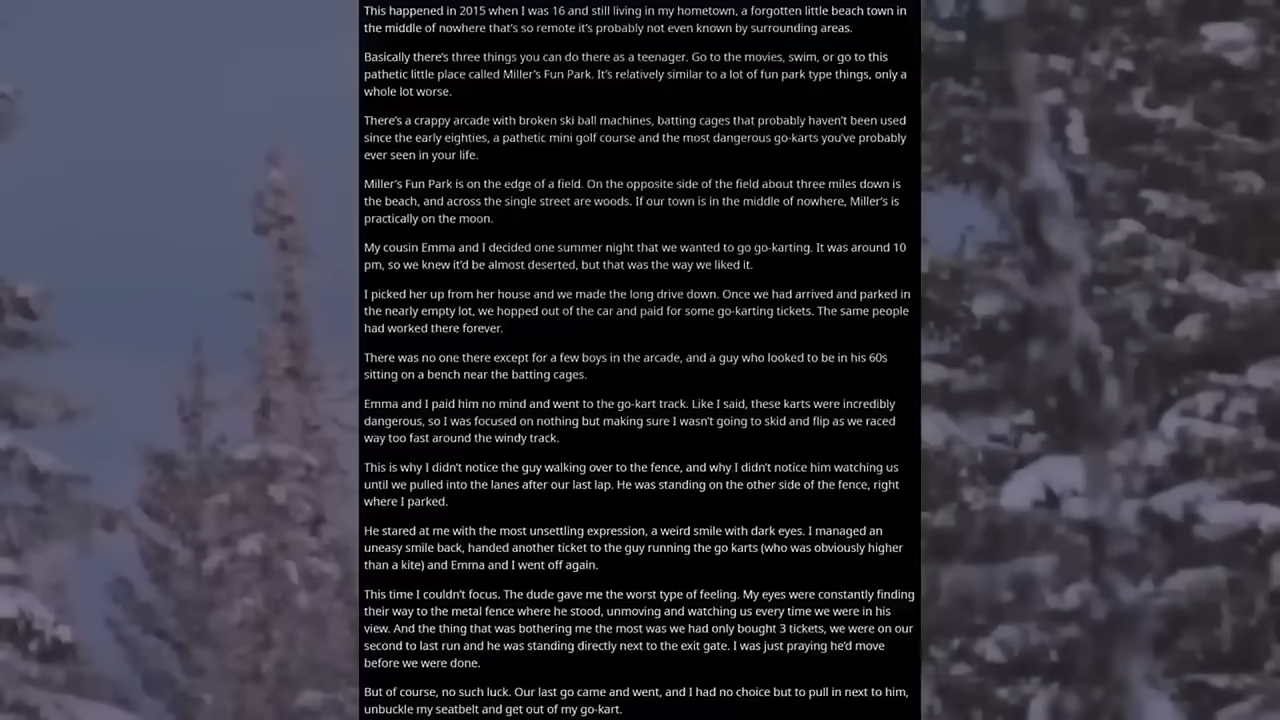 This happened in 2015 when I was 16 and still living in my hometown, a forgotten little beach town in
the middle of nowhere that's so remote it's probably not even known by surrounding areas.
Basically there's three things you can do there as a teenager. Go to the movies, swim, or go to this
pathetic little place called Miller's Fun Park. It's relatively similar to a lot of fun park type things, only a
whole lot worse.
There's a crappy arcade with broken ski ball machines, batting cages that probably haven't been used
since the early eighties, a pathetic mini golf course and the most dangerous go-karts you've probably
ever seen in your life.
Miller's Fun Park is on the edge of a field. On the opposite side of the field about three miles down is
the beach, and across the single street are woods. If our town is in the middle of nowhere, Miller's is
practically on the moon.
My cousin Emma and I decided one summer night that we wanted to go go-karting. It was around 10
pm, so we knew it'd be almost deserted, but that was the way we liked it.
I picked her up from her house and we made the long drive down. Once we had arrived and parked in
the nearly empty lot, we hopped out of the car and paid for some go-karting tickets. The same people
had worked there forever.
There was no one there except for a few boys in the arcade, and a guy who looked to be in his 60s
sitting on a bench near the batting cages.
Emma and I paid him no mind and went to the go-kart track. Like I said, these karts were incredibly
dangerous, so I was focused on nothing but making sure I wasn't going to skid and flip as we raced
way too fast around the windy track.
This is why I didn't notice the guy walking over to the fence, and why I didn't notice him watching us
until we pulled into the lanes after our last lap. He was standing on the other side of the fence, right
where I parked.
He stared at me with the most unsettling expression, a weird smile with dark eyes. I managed an
uneasy smile back, handed another ticket to the guy running the go karts (who was obviously higher
than a kite) and Emma and I went off again.
This time I couldn't focus. The dude gave me the worst type of feeling. My eyes were constantly finding
their way to the metal fence where he stood, unmoving and watching us every time we were in his
view. And the thing that was bothering me the most was we had only bought 3 tickets, we were on our
second to last run and he was standing directly next to the exit gate. I was just praying he'd move
before we were done.
But of course, no such luck. Our last go came and went, and I had no choice but to pull in next to him,
unbuckle my seatbelt and get out of my go-kart.